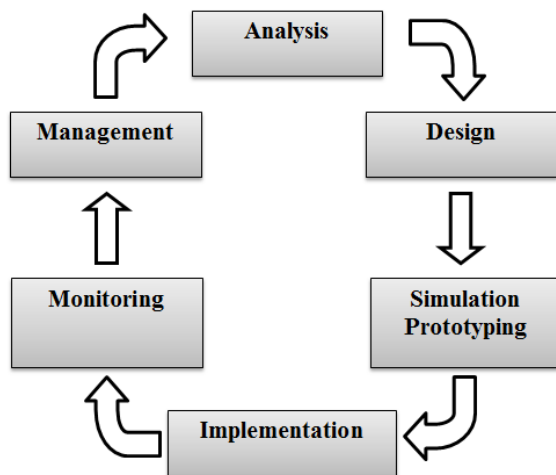 Analysis
Design
Simulation
Prototyping
Implementation
Monitoring
Management